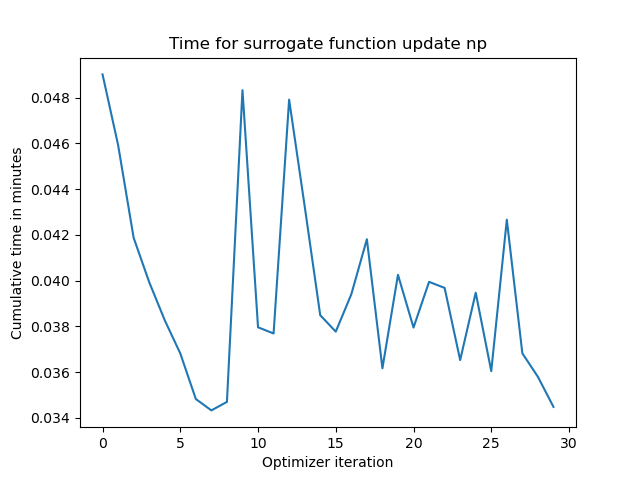 Time for surrogate function update np
Cumulative time in minutes
0.048
0.046
0.044
0.042
0.040
0.038
0.036
0.034
0 5 10 15 20 25 30
Optimizer iteration